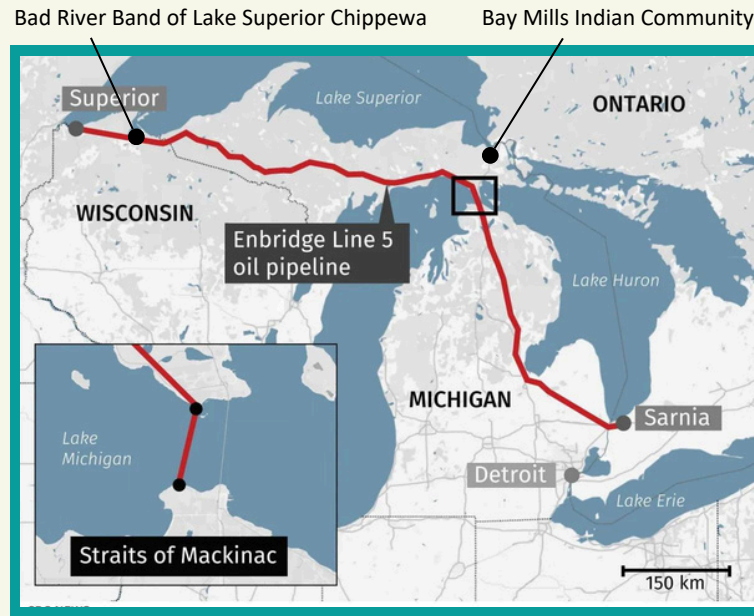 Bad River Band of Lake Superior Chippewa
Bay Mills Indian Community
Superior
Lake Superior
ONTARIO
WISCONSIN
Enbridge Line 5
oil pipeline
Lake Huron
MICHIGAN
Sarnia
Lake
Michigan
Detroit
Lake Erie
Straits of Mackinac
150 km